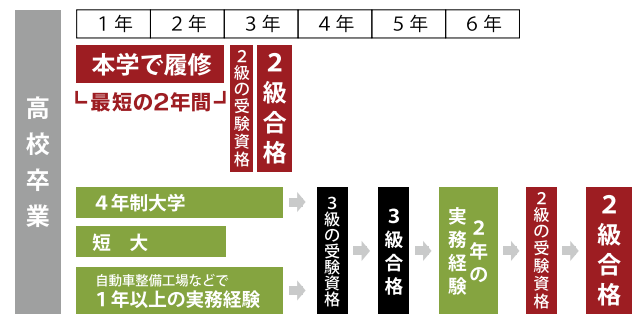 高校卒業
1年 2年 3年 4年 5年 6年
本学で履修
最短の2年間
2級の受験資格
2級合格
4年制大学
短 大
自動車整備工場などで
1年以上の実務経験
3級の受験資格
3級合格
2年の
実務経験
2級の受験資格
2級合格